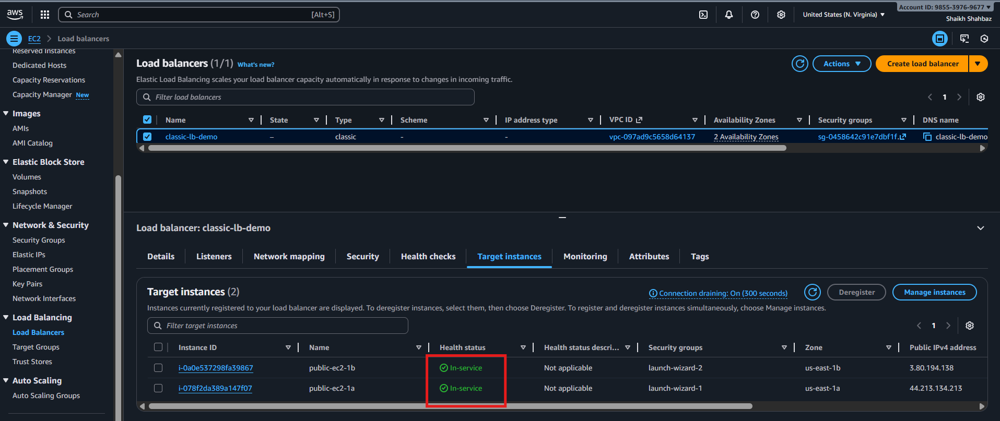 aws
Search
[Alt+S]
United States (N. Virginia)
Account ID: 9855-3976-9677
Shaikh Shahbaz
EC2
Load balancers
Reserved Instances
Dedicated Hosts
Capacity Reservations
Capacity Manager New
Images
AMIs
AMI Catalog
Elastic Block Store
Volumes
Snapshots
Lifecycle Manager
Network & Security
Security Groups
Elastic IPs
Placement Groups
Key Pairs
Network Interfaces
Load Balancing
Load Balancers
Target Groups
Trust Stores
Auto Scaling
Auto Scaling Groups
Load balancers (1/1) What's new?
Actions
Create load balancer
Elastic Load Balancing scales your load balancer capacity automatically in response to changes in incoming traffic.
Filter load balancers
1
Name State Type Scheme IP address type VPC ID Availability Zones Security groups DNS name
classic-lb-demo – classic - - vpc-097ad9c5658d64137 2 Availability Zones sg-0458642c91e7dbf1f classic-lb-demo
Load balancer: classic-lb-demo
Details Listeners Network mapping Security Health checks Target instances Monitoring Attributes Tags
Target instances (2)
Connection draining: On (300 seconds)
Deregister
Manage instances
Instances currently registered to your load balancer are displayed. To deregister instances, select them, then choose Deregister. To register and deregister instances simultaneously, choose Manage instances.
Filter target instances
1
Instance ID Name Health status Health status descri... Security groups Zone Public IPv4 address
i-0a0e537298fa39867 public-ec2-1b In-service Not applicable launch-wizard-2 us-east-1b 3.80.194.138
i-078f2da389a147f07 public-ec2-1a In-service Not applicable launch-wizard-1 us-east-1a 44.213.134.213